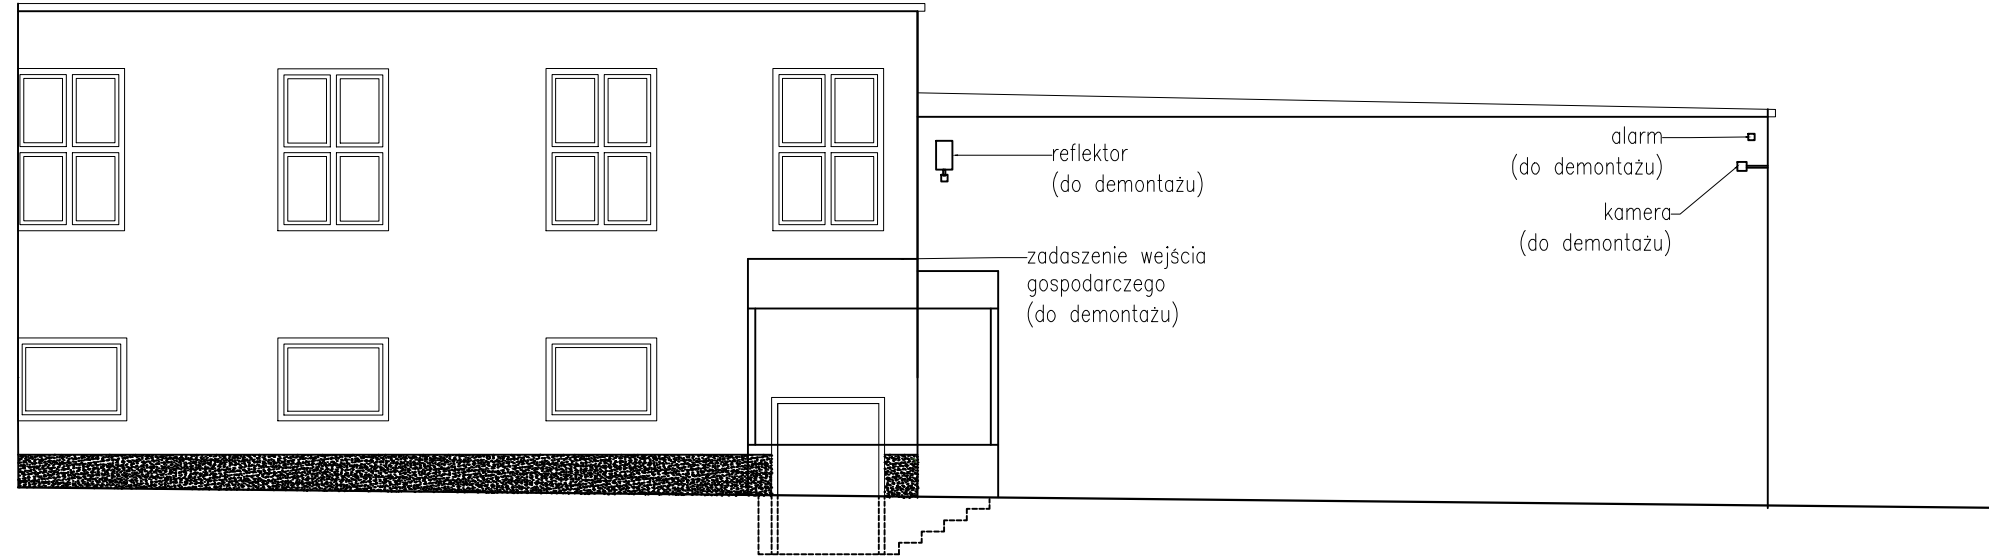 reflektor
(do demontażu)
alarm
(do demontażu)
kamera
(do demontażu)
zadaszenie wejścia
gospodarczego
(do demontażu)